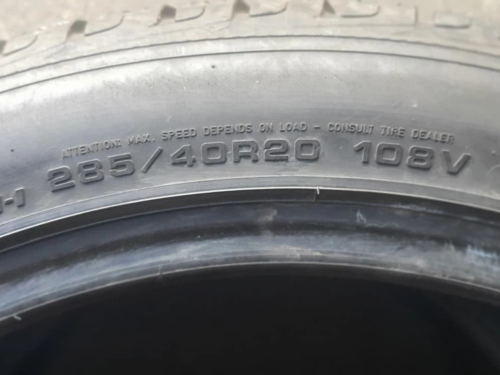 ATTENTION: MAX. SPEED DEPENDS ON LOAD - CONSULT TIRE DEALER
285/40R20 108V